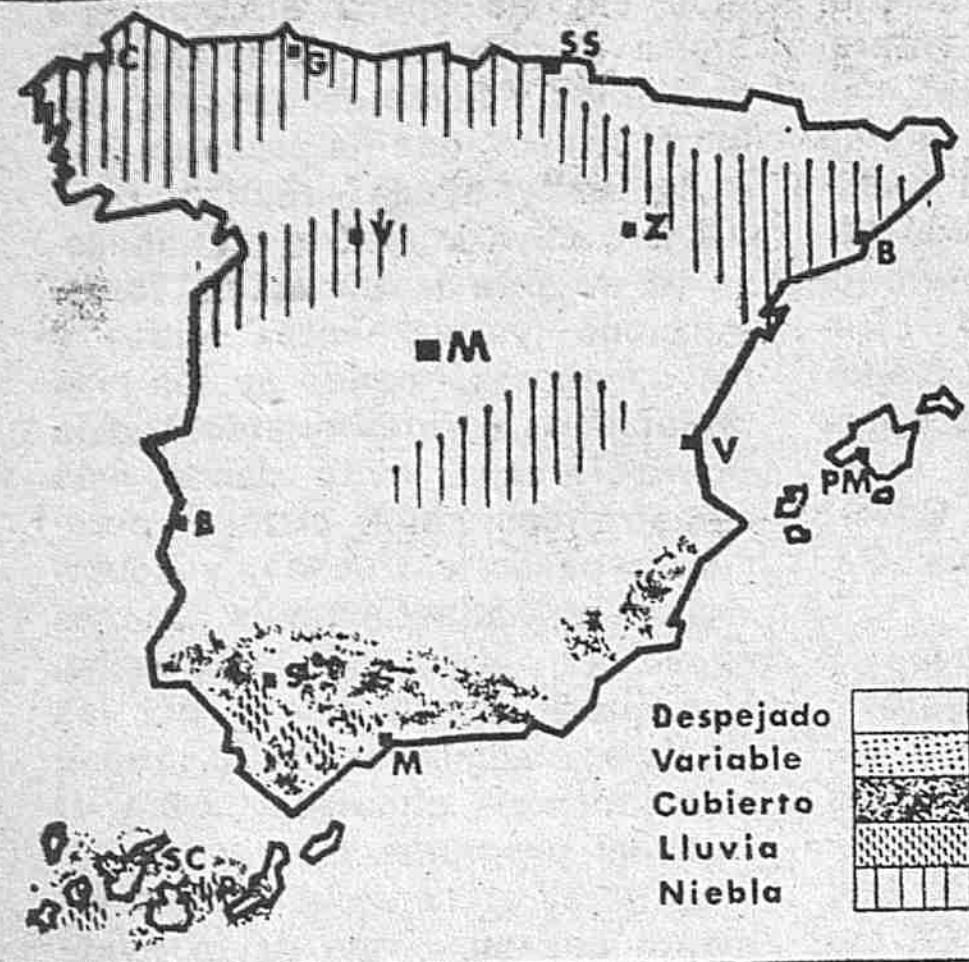 C
G
SS
V
Z
B
M
V
PM
B
S
M
SC
Despejado
Variable
Cubierto
Lluvia
Niebla